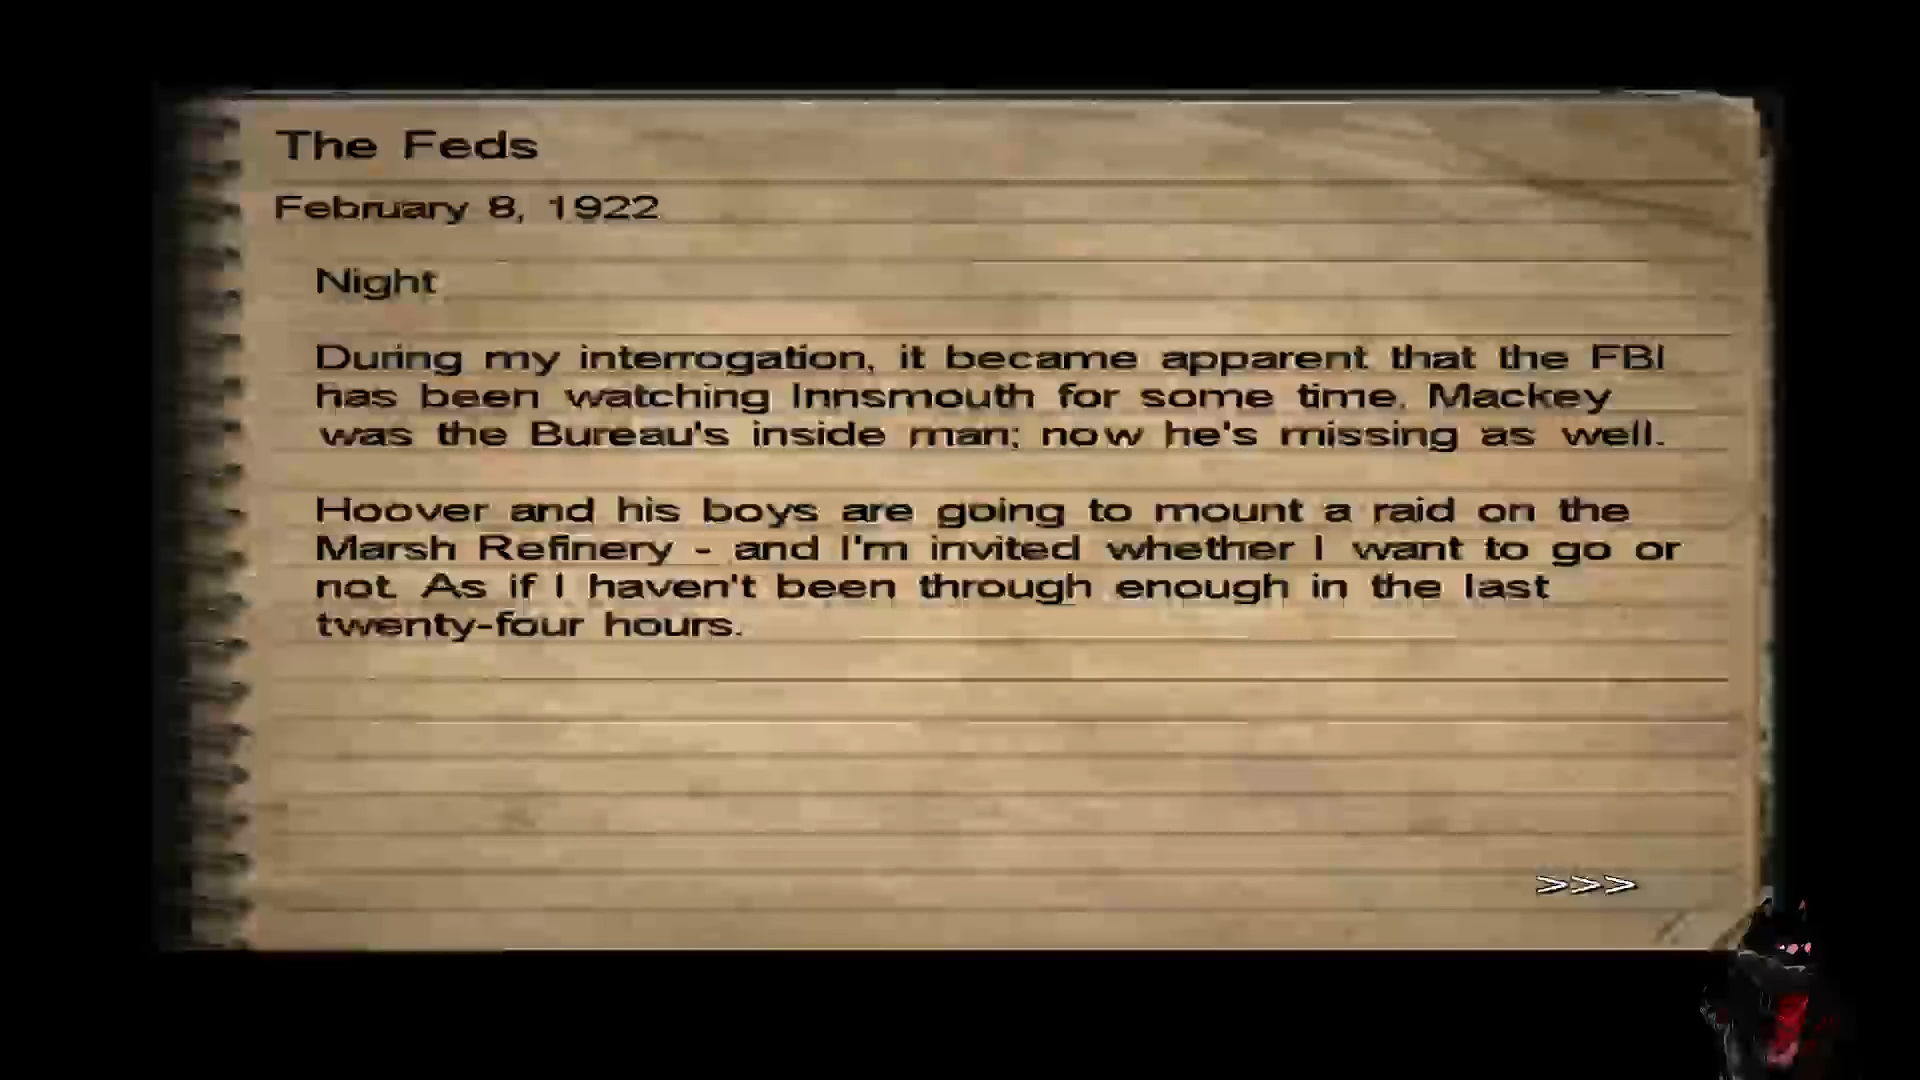 The Feds
February 8, 1922
Night
During my interrogation, it became apparent that the FBI
has been watching Innsmouth for some time. Mackey
was the Bureau's inside man; now he's missing as well.
Hoover and his boys are going to mount a raid on the
Marsh Refinery - and I'm invited whether I want to go or
not. As if I haven't been through enough in the last
twenty-four hours.
>>>